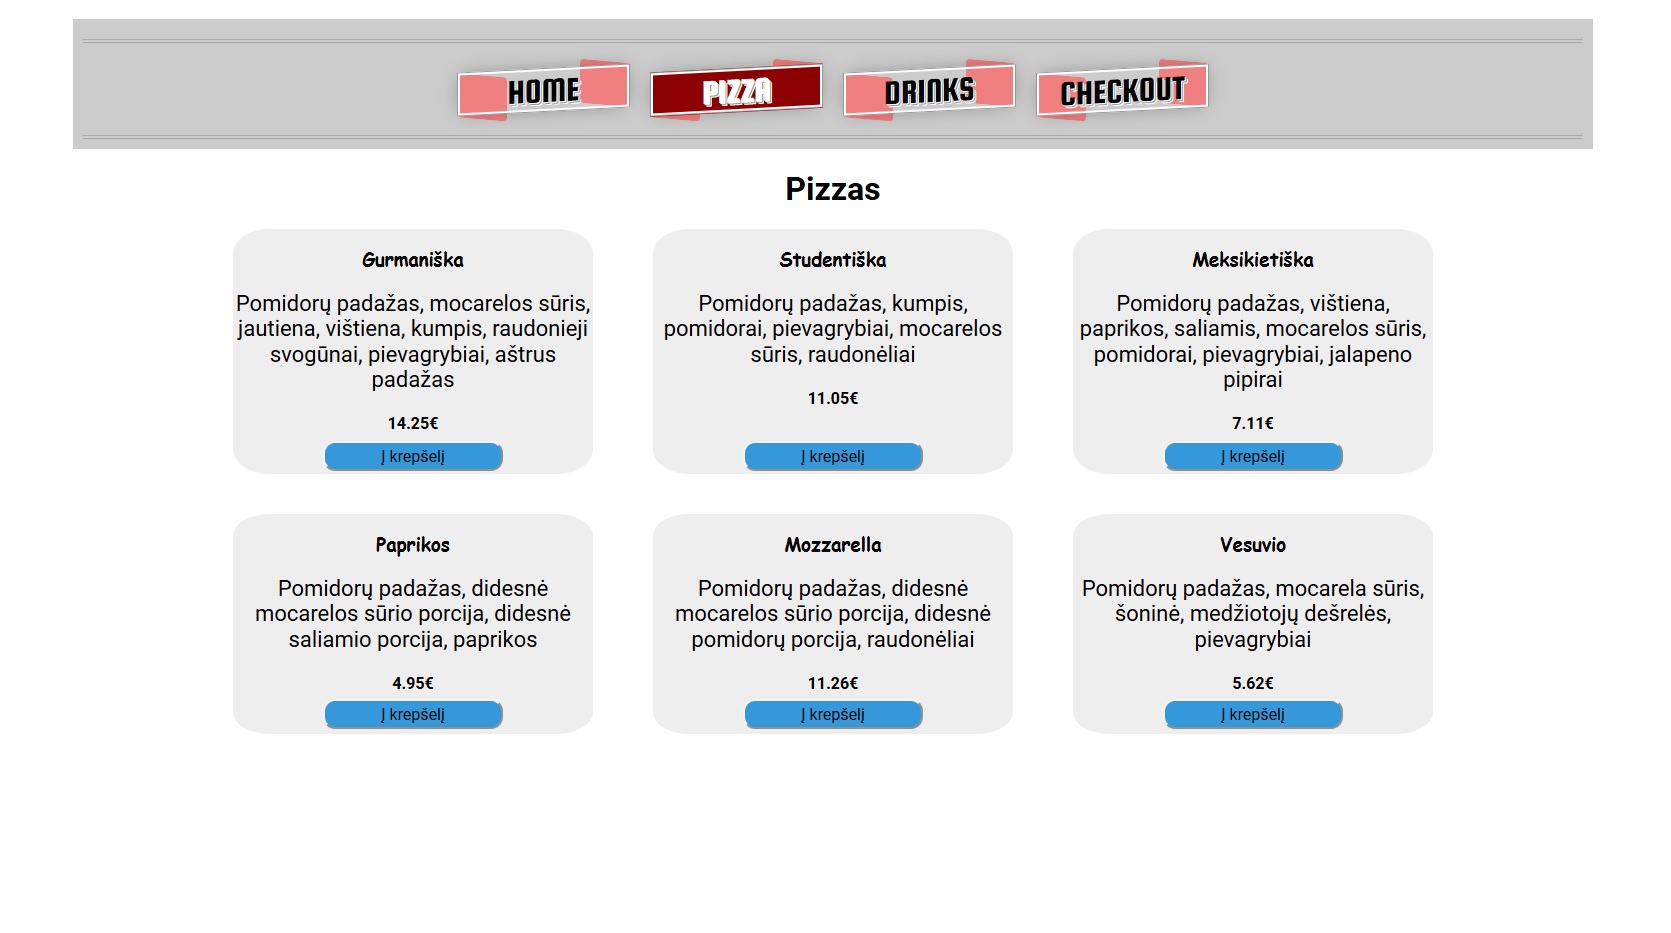 HOME
PIZZA
DRINKS
CHECKOUT
Pizzas
Gurmaniška
Pomidorų padažas, mocarelos sūris,
jautiena, vištiena, kumpis, raudonieji
svogūnai, pievagrybiai, aštrus
padažas
14.25€
Į krepšelį
Studentiška
Pomidorų padažas, kumpis,
pomidorai, pievagrybiai, mocarelos
sūris, raudonėliai
11.05€
Į krepšelį
Meksikietiška
Pomidorų padažas, vištiena,
paprikos, saliamis, mocarelos sūris,
pomidorai, pievagrybiai, jalapeno
pipirai
7.11€
Į krepšelį
Paprikos
Pomidorų padažas, didesnė
mocarelos sūrio porcija, didesnė
saliamio porcija, paprikos
4.95€
Į krepšelį
Mozzarella
Pomidorų padažas, didesnė
mocarelos sūrio porcija, didesnė
pomidorų porcija, raudonėliai
11.26€
Į krepšelį
Vesuvio
Pomidorų padažas, mocarela sūris,
šoninė, medžiotojų dešrelės,
pievagrybiai
5.62€
Į krepšelį